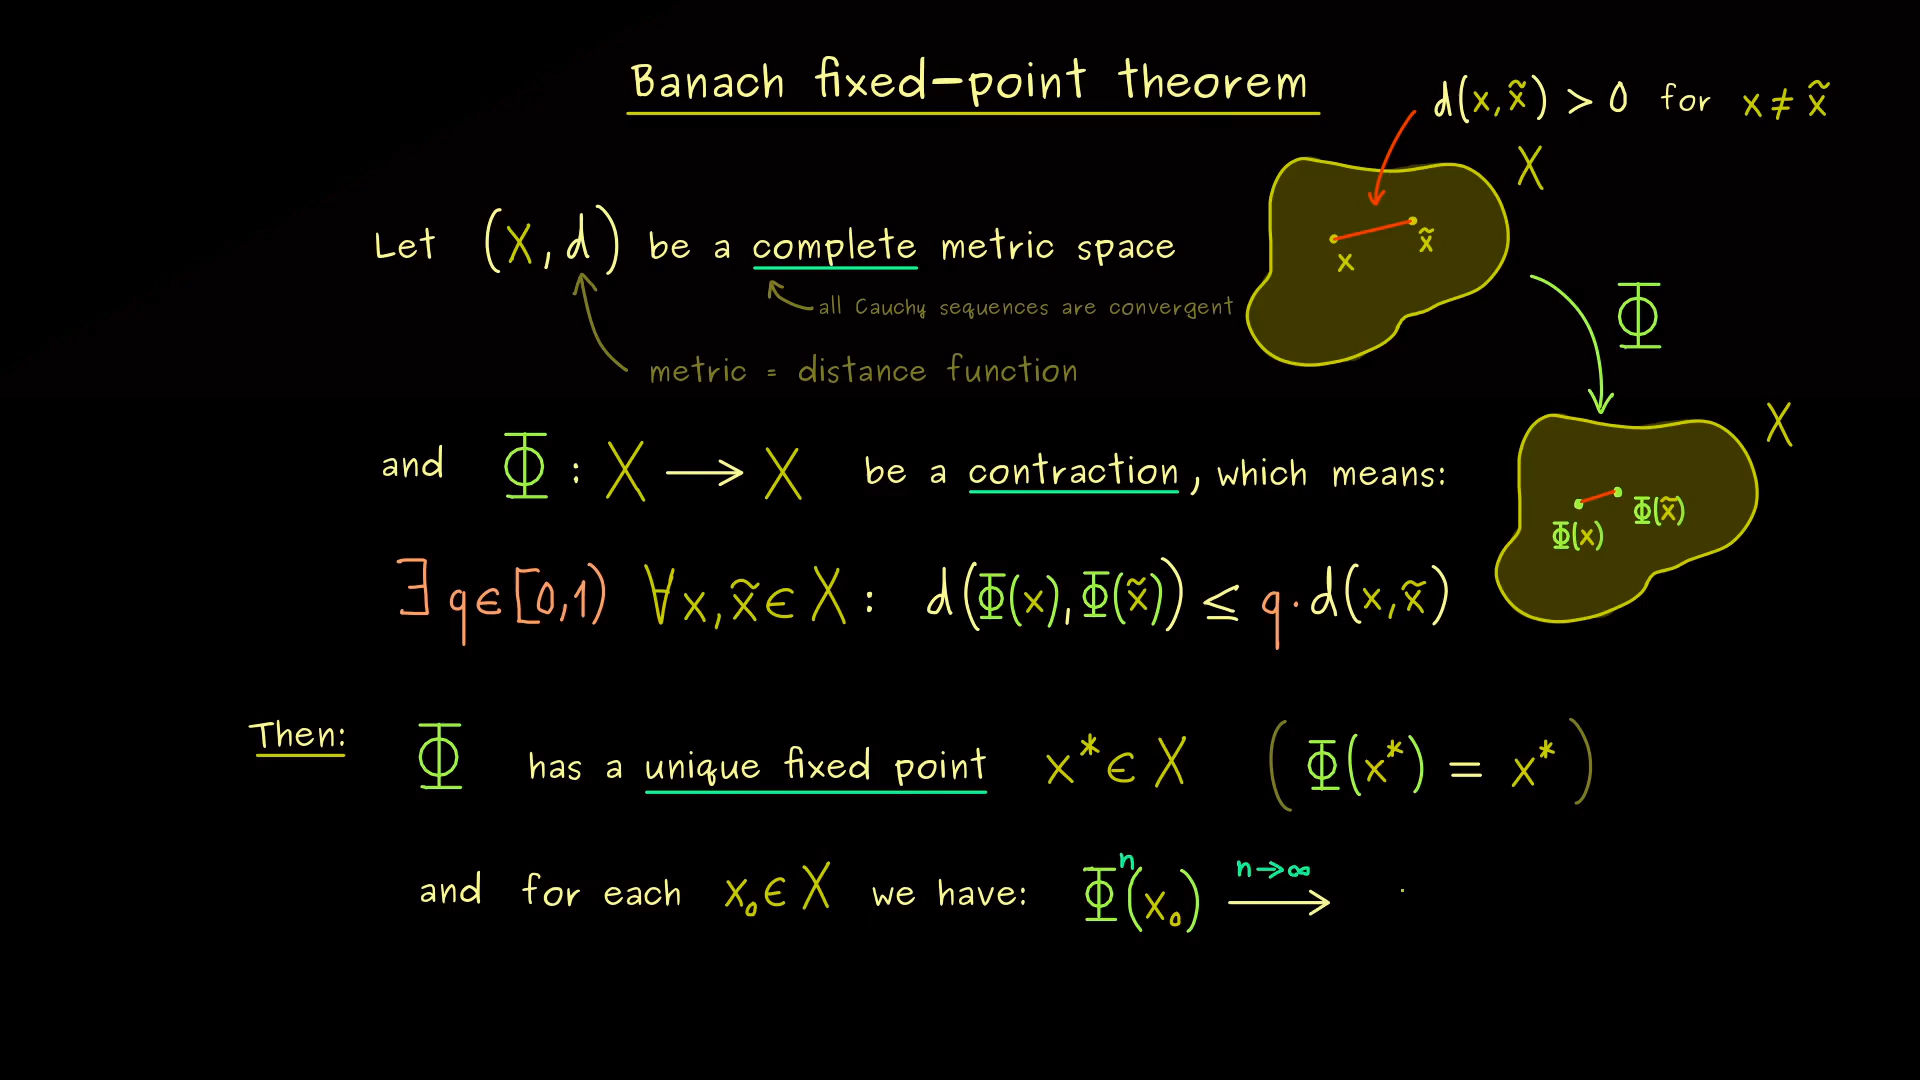 Banach fixed-point theorem
d(x, x̃) > 0 for x ≠ x̃
X
Let (X, d) be a complete metric space
x x̃
all Cauchy sequences are convergent
Φ
metric = distance function
X
and Φ : X ⟶ X be a contraction, which means:
Φ(x) Φ(x̃)
∃ q ∈ [0,1) ∀ x, x̃ ∈ X : d(Φ(x), Φ(x̃)) ≤ q · d(x, x̃)
Then: Φ has a unique fixed point x* ∈ X (Φ(x*) = x*)
and for each x₀ ∈ X we have: Φⁿ(x₀) ⟶ n→∞